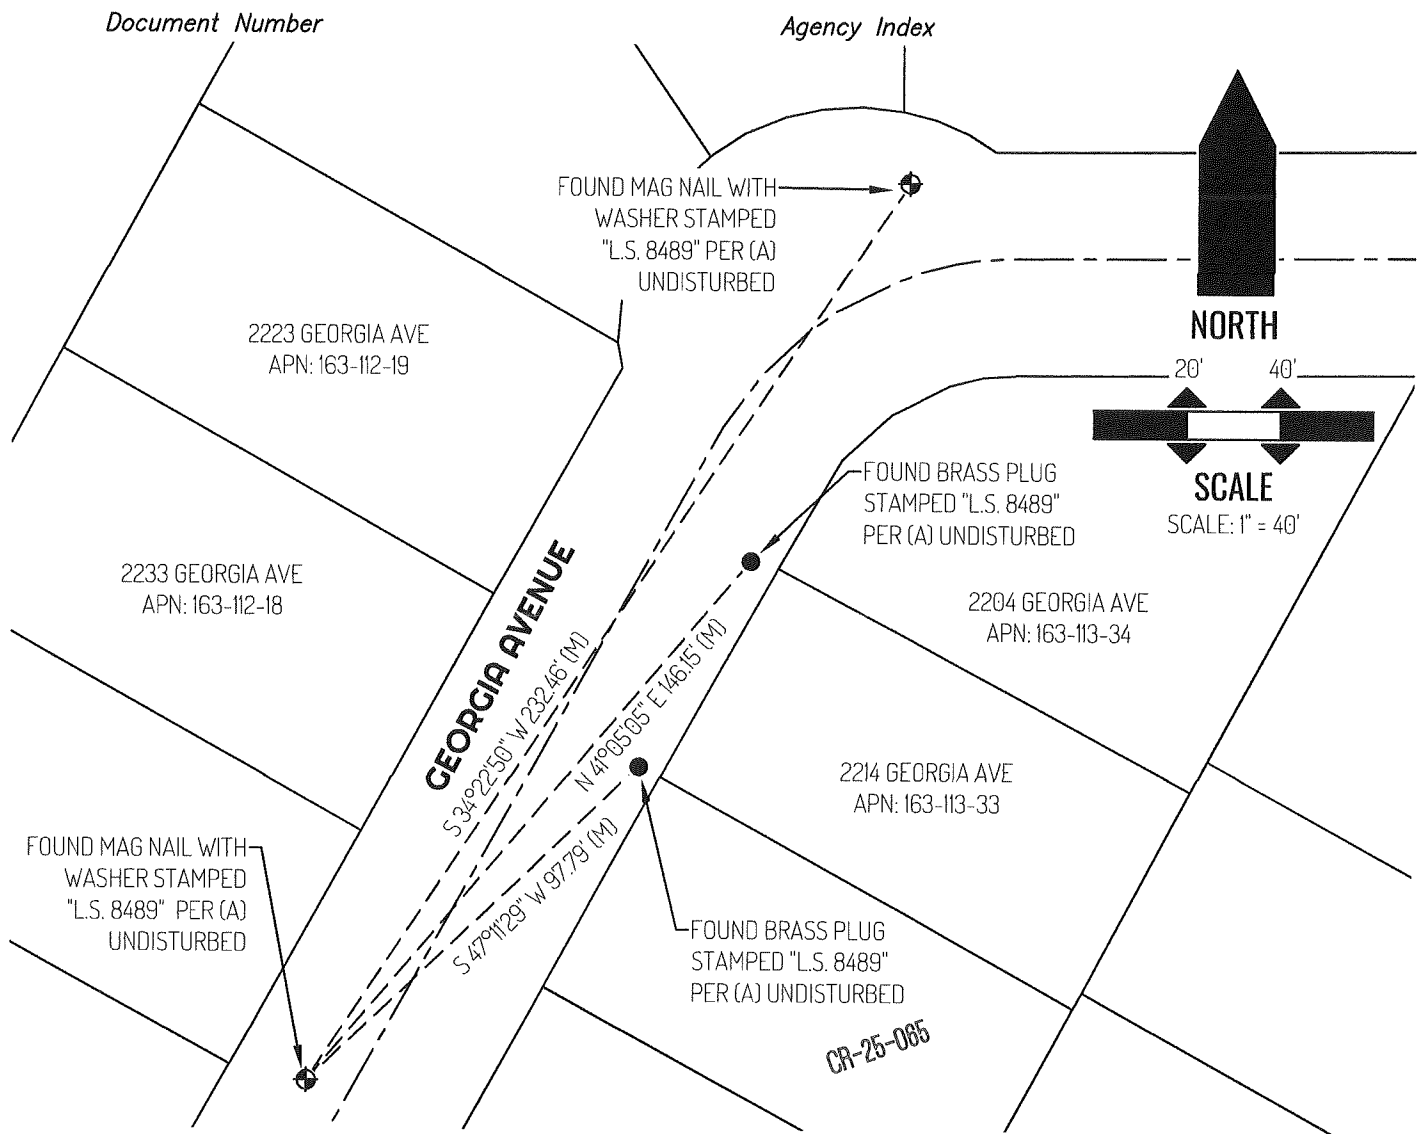 Document Number
Agency Index
FOUND MAG NAIL WITH
WASHER STAMPED
"L.S. 8489" PER (A)
UNDISTURBED
NORTH
20' 40'
SCALE
SCALE: 1" = 40'
2223 GEORGIA AVE
APN: 163-112-19
FOUND BRASS PLUG
STAMPED "L.S. 8489"
PER (A) UNDISTURBED
2233 GEORGIA AVE
APN: 163-112-18
2204 GEORGIA AVE
APN: 163-113-34
GEORGIA AVENUE
S 34°22'50" W 232.46' (M)
N 41°05'05" E 146.15' (M)
S 47°11'29" W 97.79' (M)
2214 GEORGIA AVE
APN: 163-113-33
FOUND MAG NAIL WITH
WASHER STAMPED
"L.S. 8489" PER (A)
UNDISTURBED
FOUND BRASS PLUG
STAMPED "L.S. 8489"
PER (A) UNDISTURBED
CR-25-065